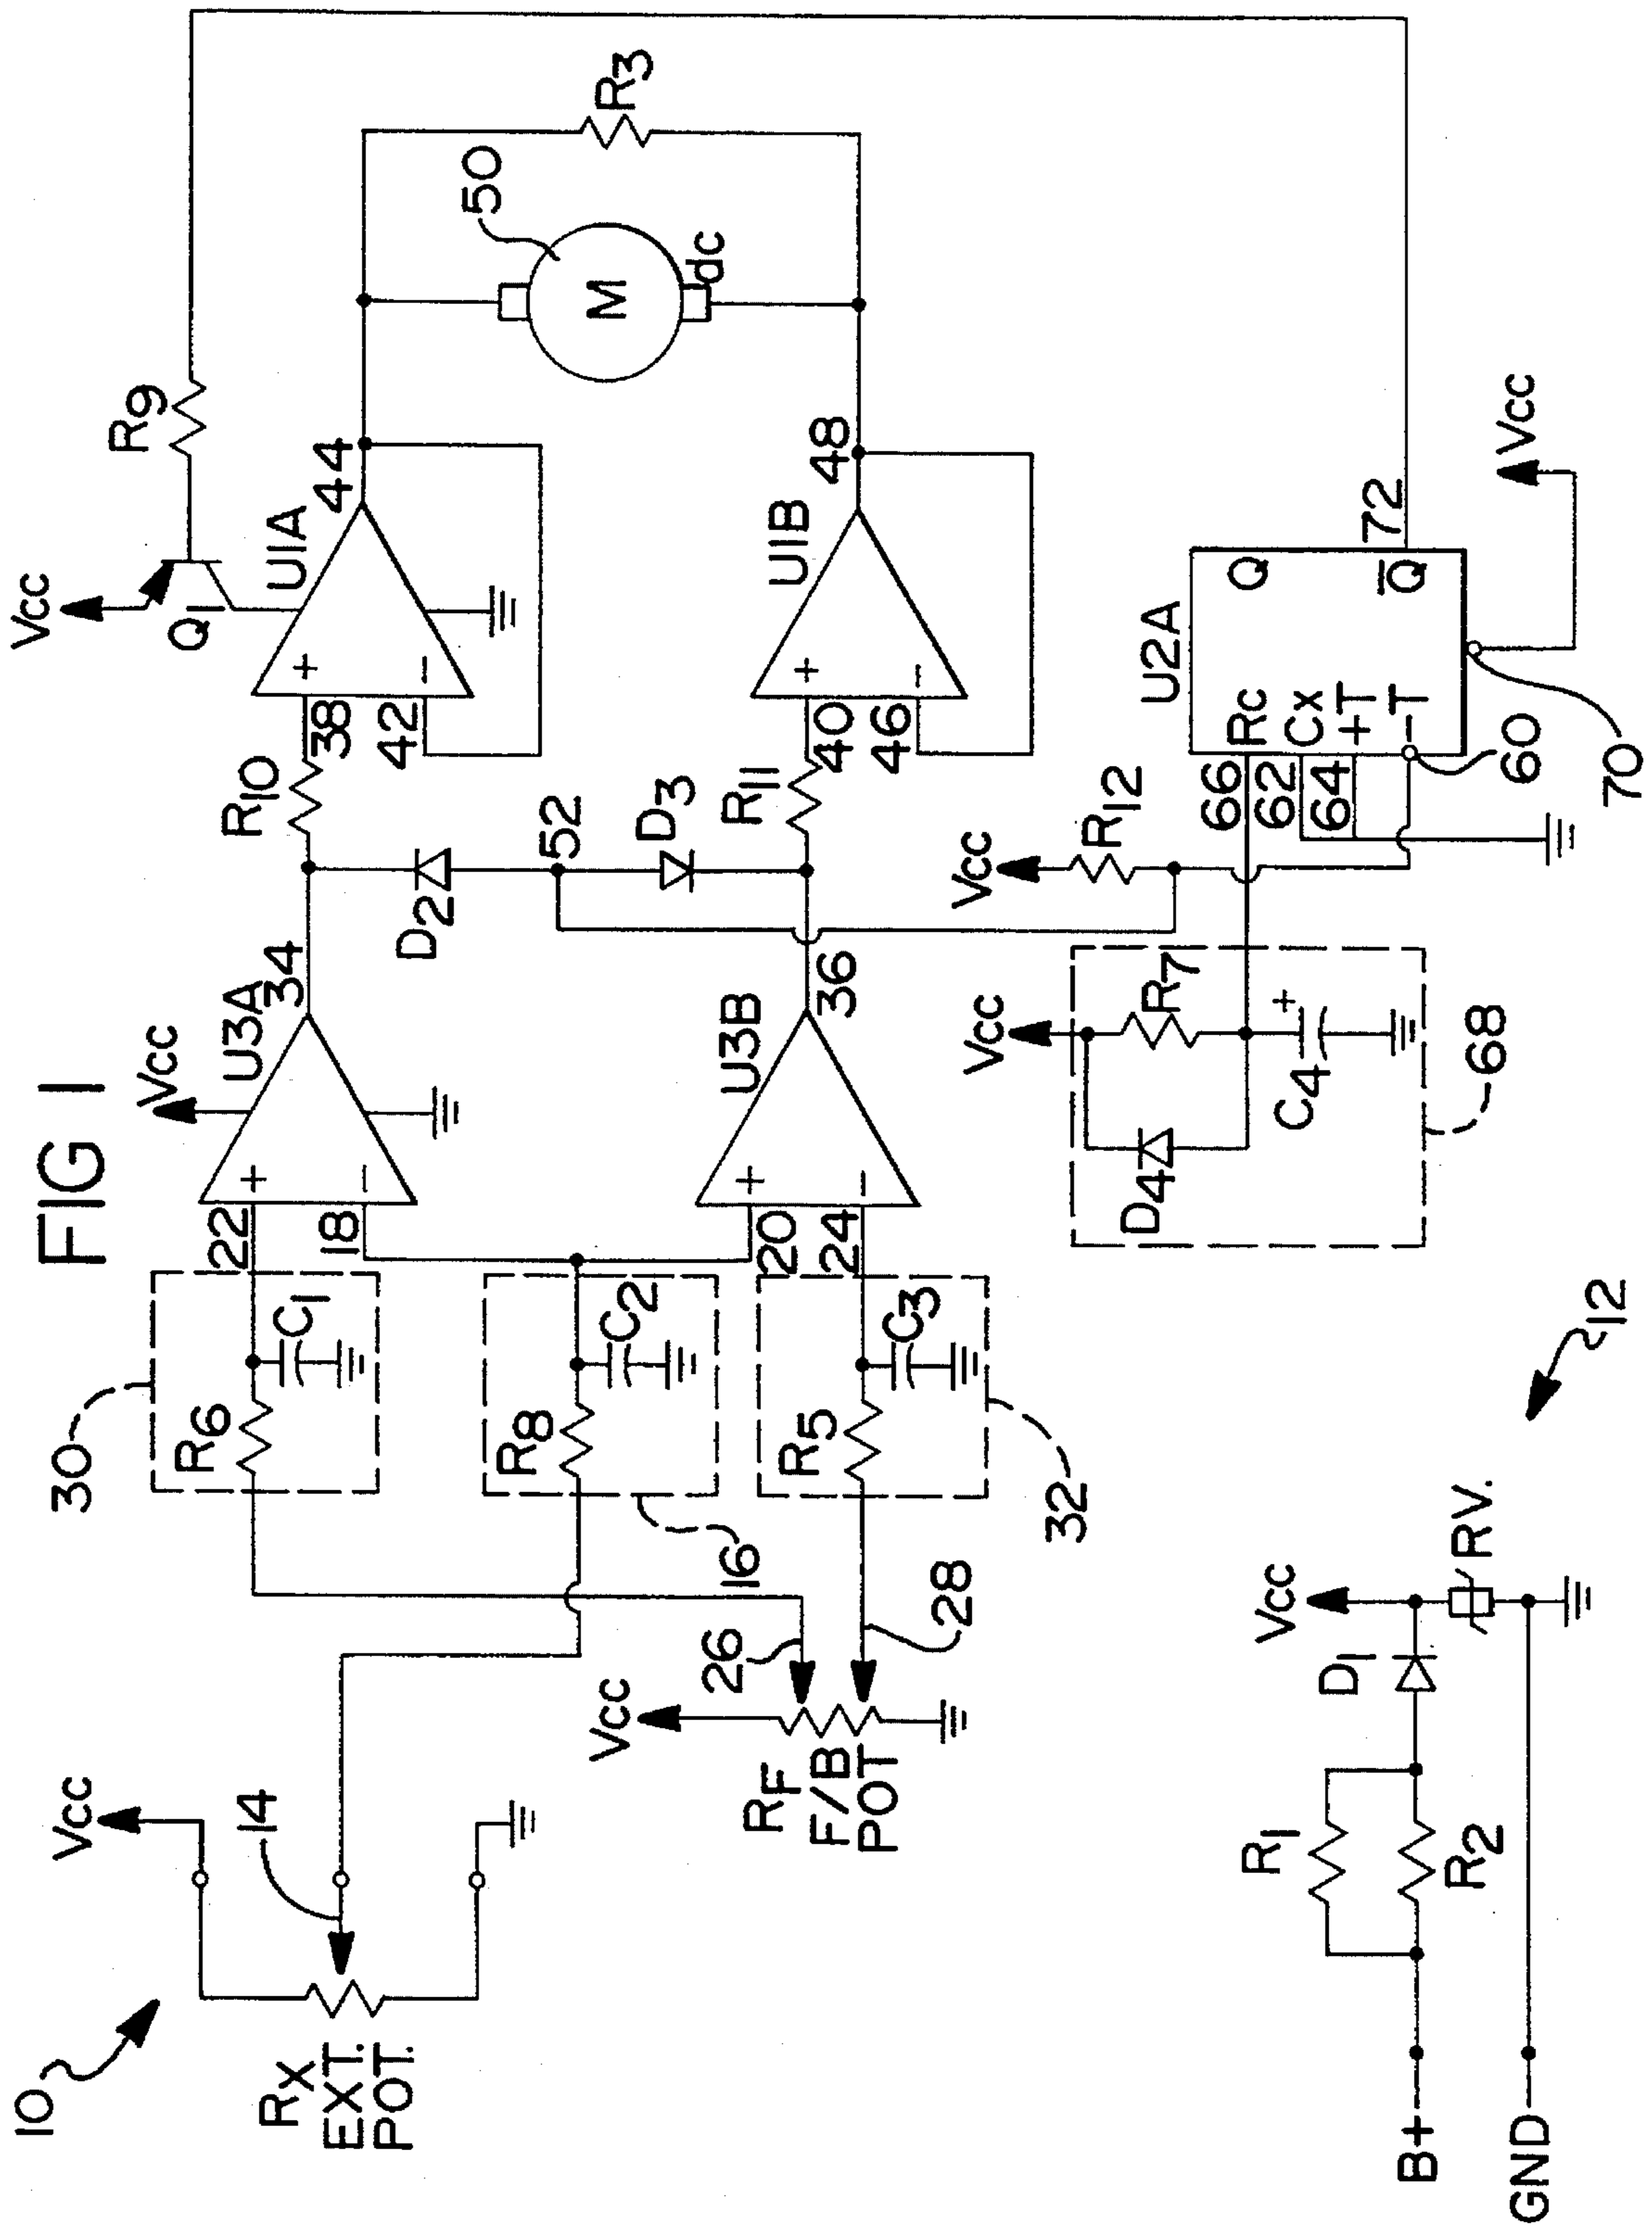 FIG 1
10
Vcc
14
RX
EXT.
POT.
30
R6
C1
R8
C2
16
R5
C3
32
Vcc
26
28
RF
F/B
POT
22
18
+
−
Vcc
U3A
34
20
24
+
−
U3B
36
D2
52
D3
R10
38
42
+
−
U1A
44
Vcc
Q1
R9
R11
40
46
+
−
U1B
48
50
M
dc
R3
Vcc
R12
Vcc
R7
D4
+
C4
68
66
62
64
60
70
72
U2A
Rc
Cx
+T
−T
Q
Q̅
Vcc
12
B+
GND
R1
R2
D1
Vcc
RV.